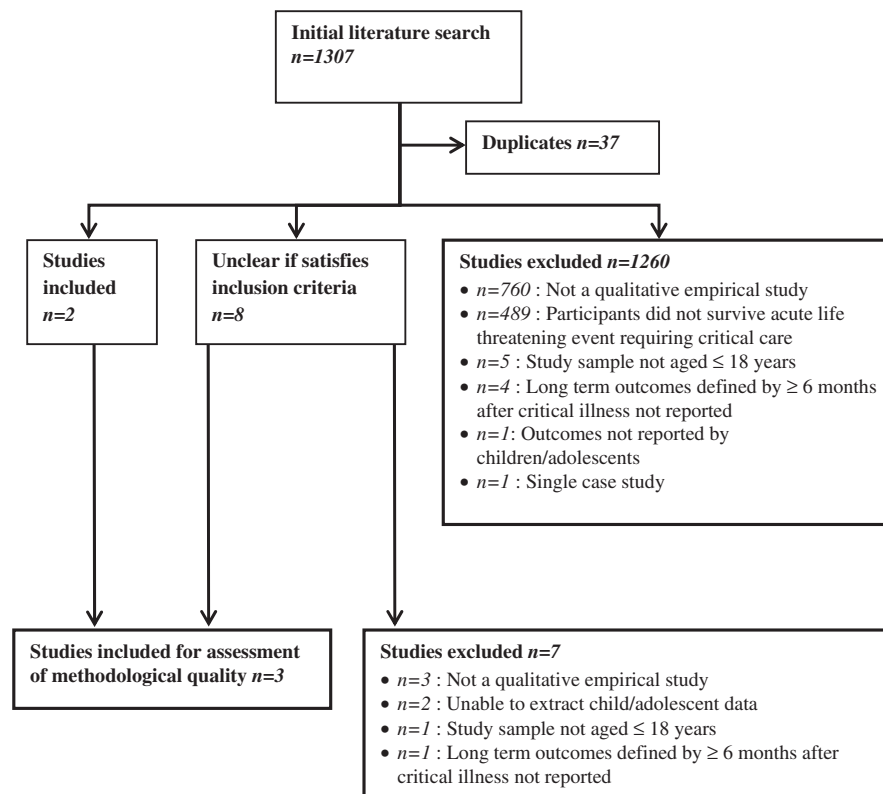 Initial literature search
n=1307
Duplicates n=37
Studies
included
n=2
Unclear if satisfies
inclusion criteria
n=8
Studies excluded n=1260
• n=760 : Not a qualitative empirical study
• n=489 : Participants did not survive acute life
threatening event requiring critical care
• n=5 : Study sample not aged ≤ 18 years
• n=4 : Long term outcomes defined by ≥ 6 months
after critical illness not reported
• n=1: Outcomes not reported by
children/adolescents
• n=1 : Single case study
Studies included for assessment
of methodological quality n=3
Studies excluded n=7
• n=3 : Not a qualitative empirical study
• n=2 : Unable to extract child/adolescent data
• n=1 : Study sample not aged ≤ 18 years
• n=1 : Long term outcomes defined by ≥ 6 months after
critical illness not reported